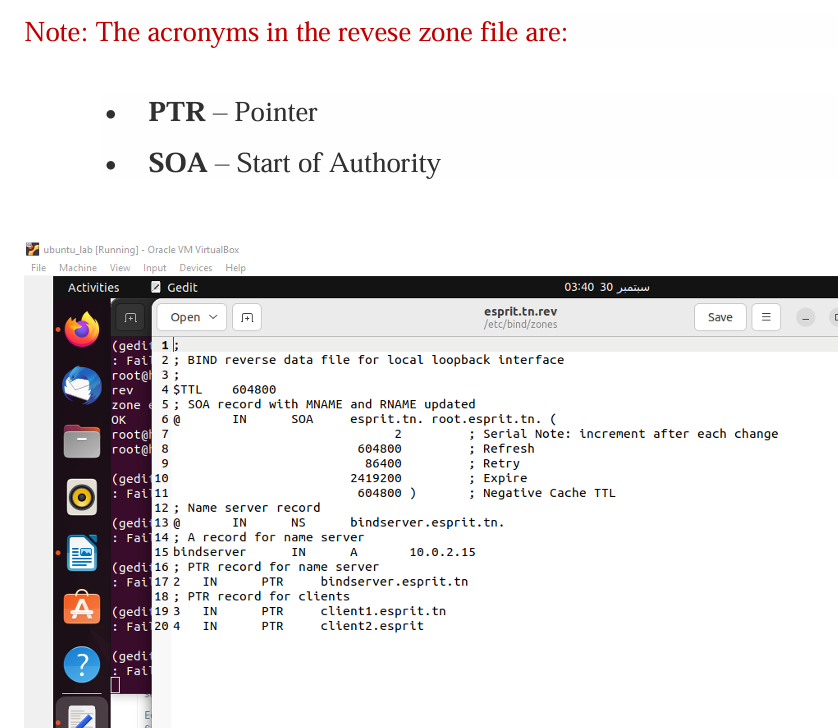 Note: The acronyms in the revese zone file are:
• PTR – Pointer
• SOA – Start of Authority
ubuntu_lab [Running] - Oracle VM VirtualBox
File Machine View Input Devices Help
Activities Gedit 03:40 30 سبتمبر
Open esprit.tn.rev Save
/etc/bind/zones
(gedi
: Fai
root@
rev
zone
OK
root@
root@
(gedi
: Fai
(gedi
: Fai
(gedi
: Fai
(gedi
: Fai
(gedi
: Fai
1 ;
2 ; BIND reverse data file for local loopback interface
3 ;
4 $TTL 604800
5 ; SOA record with MNAME and RNAME updated
6 @ IN SOA esprit.tn. root.esprit.tn. (
7 2 ; Serial Note: increment after each change
8 604800 ; Refresh
9 86400 ; Retry
10 2419200 ; Expire
11 604800 ) ; Negative Cache TTL
12 ; Name server record
13 @ IN NS bindserver.esprit.tn.
14 ; A record for name server
15 bindserver IN A 10.0.2.15
16 ; PTR record for name server
17 2 IN PTR bindserver.esprit.tn
18 ; PTR record for clients
19 3 IN PTR client1.esprit.tn
20 4 IN PTR client2.esprit